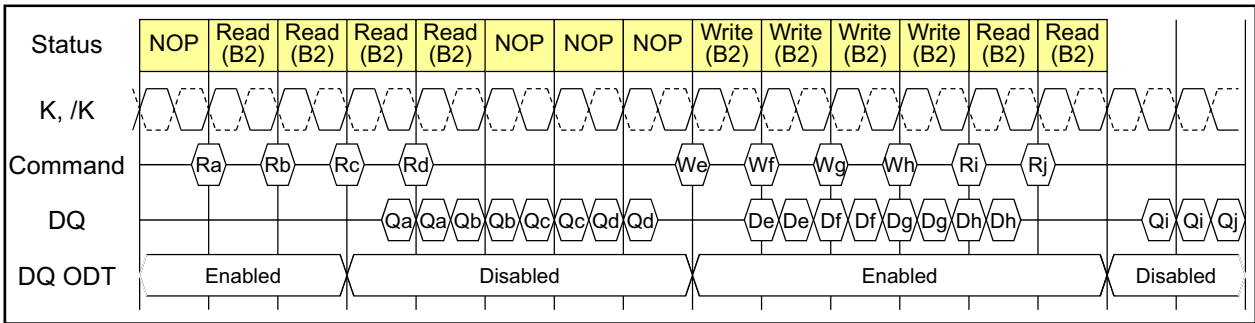 Status NOP Read (B2) Read (B2) Read (B2) Read (B2) NOP NOP NOP Write (B2) Write (B2) Write (B2) Write (B2) Read (B2) Read (B2)
K, /K
Command Ra Rb Rc Rd We Wf Wg Wh Ri Rj
DQ Qa Qa Qb Qb Qc Qc Qd Qd De De Df Df Dg Dg Dh Dh Qi Qi Qj
DQ ODT Enabled Disabled Enabled Disabled